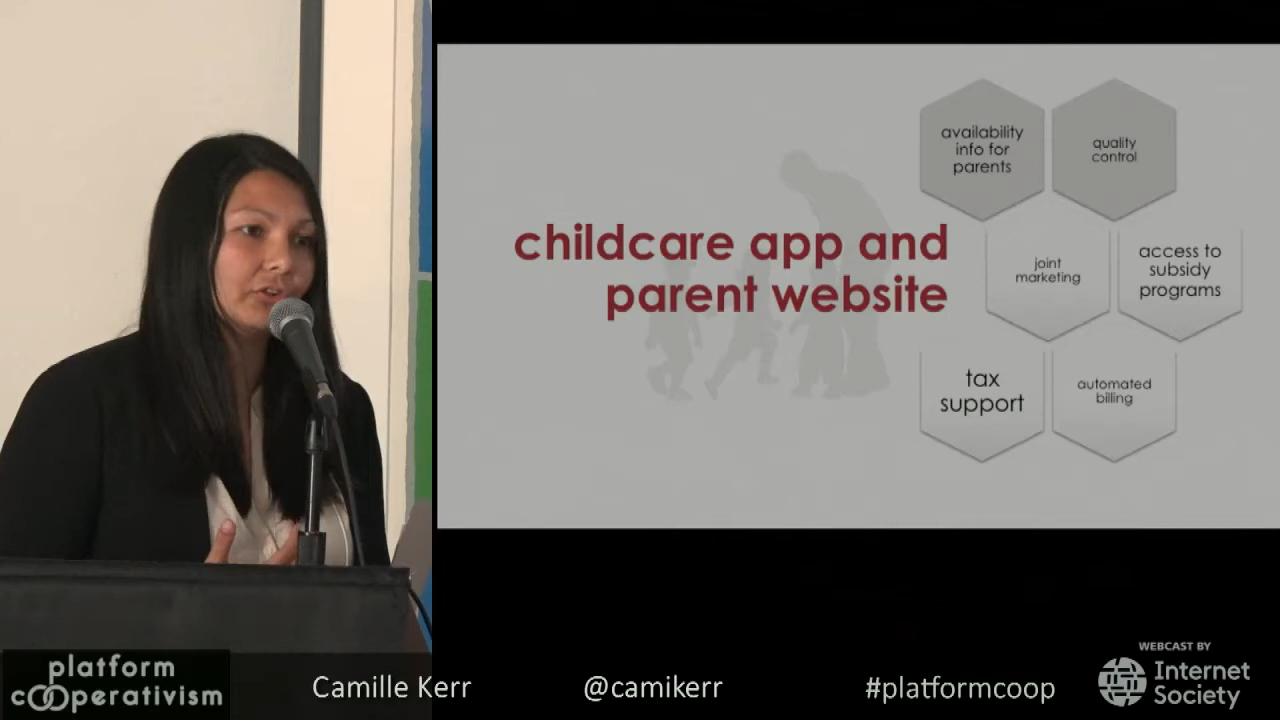 availability
info for
parents
quality
control
childcare app and
parent website
joint
marketing
access to
subsidy
programs
tax
support
automated
billing
platform
cooperativism
Camille Kerr
@camikerr
#platformcoop
WEBCAST BY
Internet
Society